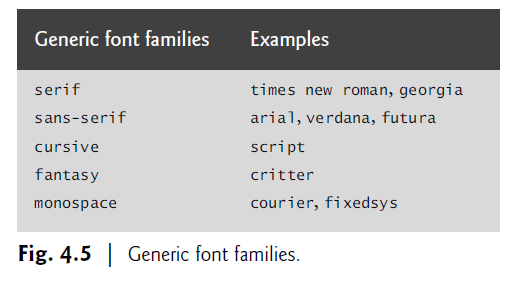 Generic font families Examples
serif times new roman, georgia
sans-serif arial, verdana, futura
cursive script
fantasy critter
monospace courier, fixedsys
Fig. 4.5 | Generic font families.